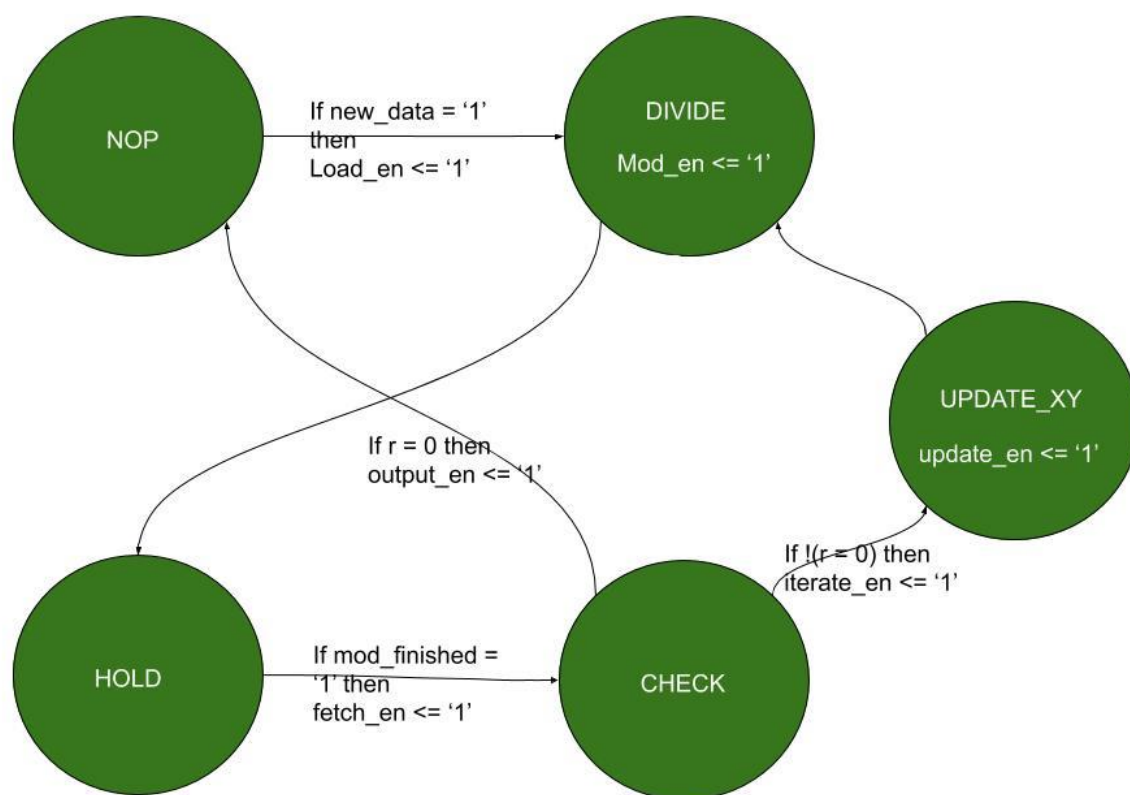 NOP
If new_data = ‘1’
then
Load_en <= ‘1’
DIVIDE
Mod_en <= ‘1’
UPDATE_XY
update_en <= ‘1’
If r = 0 then
output_en <= ‘1’
If !(r = 0) then
iterate_en <= ‘1’
HOLD
If mod_finished =
‘1’ then
fetch_en <= ‘1’
CHECK